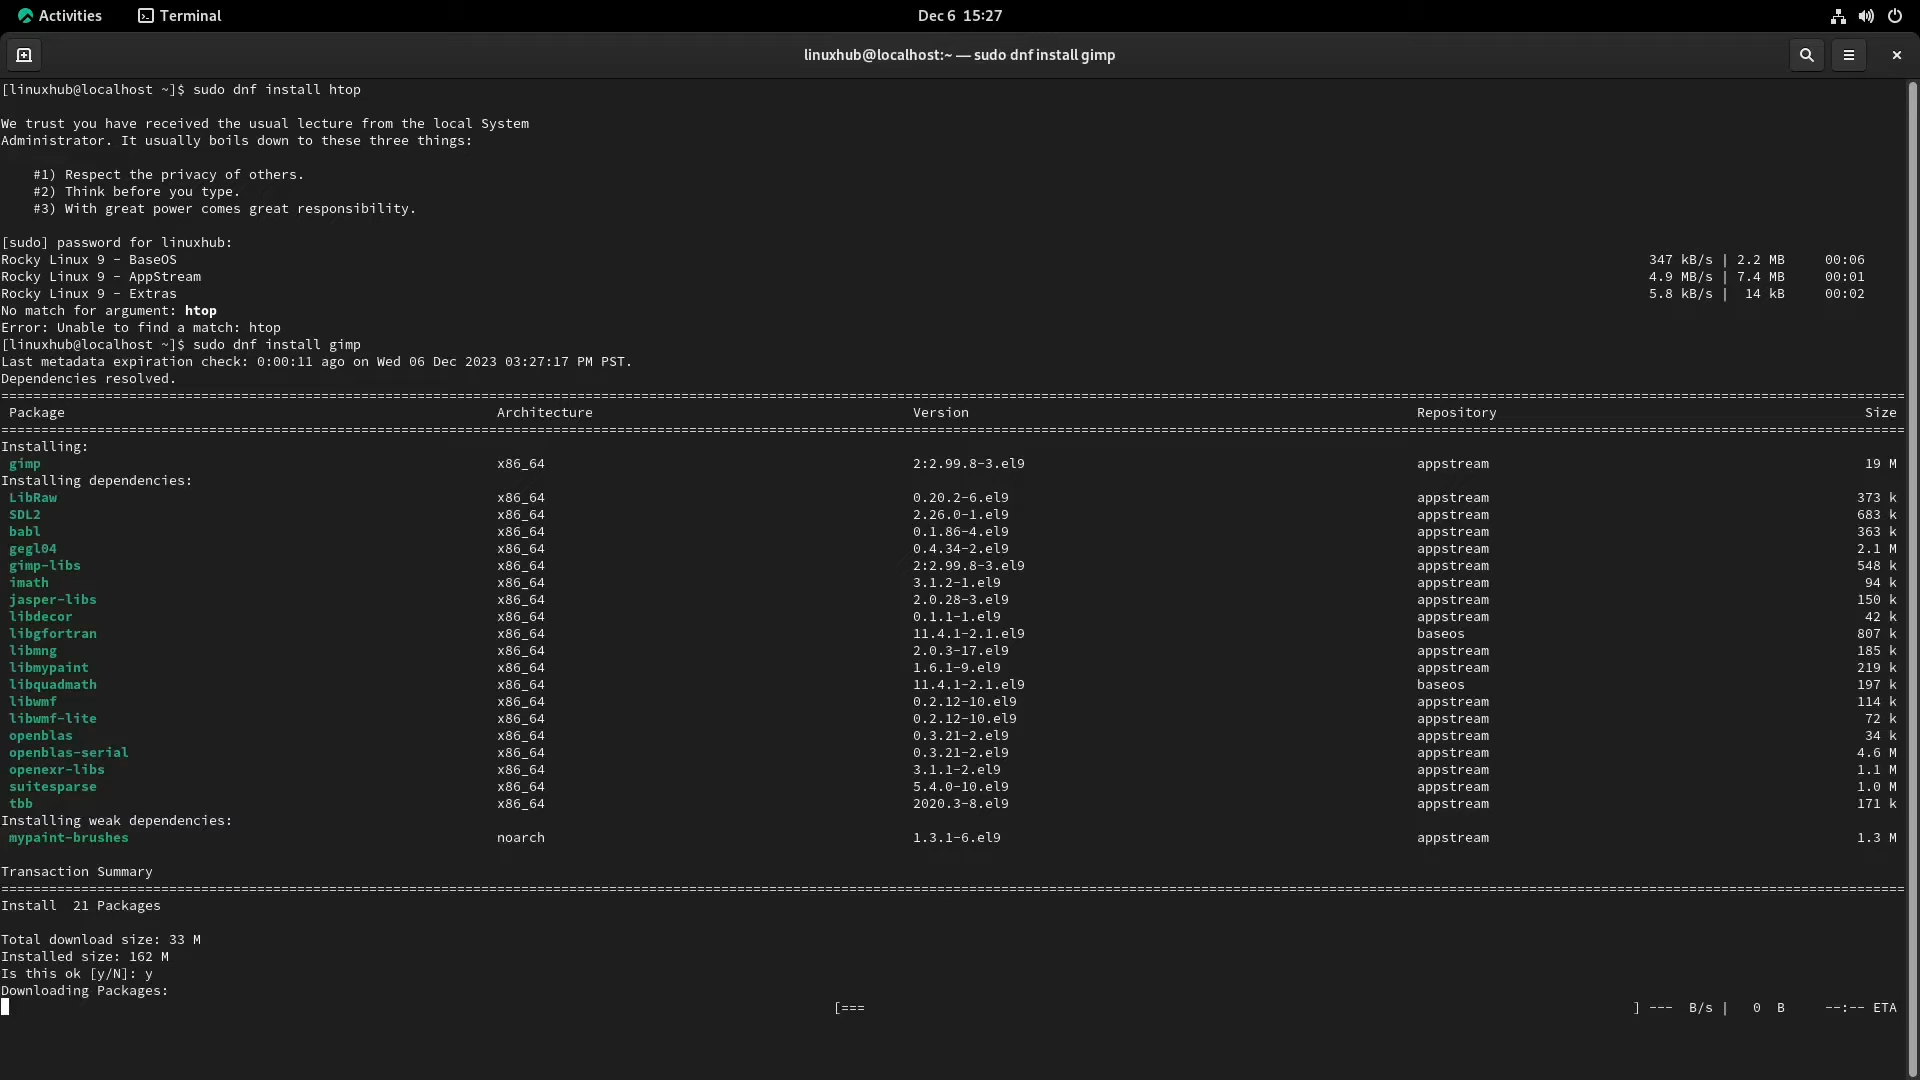 Activities Terminal Dec 6 15:27
linuxhub@localhost:~ — sudo dnf install gimp
[linuxhub@localhost ~]$ sudo dnf install htop
We trust you have received the usual lecture from the local System
Administrator. It usually boils down to these three things:
#1) Respect the privacy of others.
#2) Think before you type.
#3) With great power comes great responsibility.
[sudo] password for linuxhub:
Rocky Linux 9 - BaseOS 347 kB/s | 2.2 MB 00:06
Rocky Linux 9 - AppStream 4.9 MB/s | 7.4 MB 00:01
Rocky Linux 9 - Extras 5.8 kB/s | 14 kB 00:02
No match for argument: htop
Error: Unable to find a match: htop
[linuxhub@localhost ~]$ sudo dnf install gimp
Last metadata expiration check: 0:00:11 ago on Wed 06 Dec 2023 03:27:17 PM PST.
Dependencies resolved.
Package Architecture Version Repository Size
Installing:
gimp x86_64 2:2.99.8-3.el9 appstream 19 M
Installing dependencies:
LibRaw x86_64 0.20.2-6.el9 appstream 373 k
SDL2 x86_64 2.26.0-1.el9 appstream 683 k
babl x86_64 0.1.86-4.el9 appstream 363 k
gegl04 x86_64 0.4.34-2.el9 appstream 2.1 M
gimp-libs x86_64 2:2.99.8-3.el9 appstream 548 k
imath x86_64 3.1.2-1.el9 appstream 94 k
jasper-libs x86_64 2.0.28-3.el9 appstream 150 k
libdecor x86_64 0.1.1-1.el9 appstream 42 k
libgfortran x86_64 11.4.1-2.1.el9 baseos 807 k
libmng x86_64 2.0.3-17.el9 appstream 185 k
libmypaint x86_64 1.6.1-9.el9 appstream 219 k
libquadmath x86_64 11.4.1-2.1.el9 baseos 197 k
libwmf x86_64 0.2.12-10.el9 appstream 114 k
libwmf-lite x86_64 0.2.12-10.el9 appstream 72 k
openblas x86_64 0.3.21-2.el9 appstream 34 k
openblas-serial x86_64 0.3.21-2.el9 appstream 4.6 M
openexr-libs x86_64 3.1.1-2.el9 appstream 1.1 M
suitesparse x86_64 5.4.0-10.el9 appstream 1.0 M
tbb x86_64 2020.3-8.el9 appstream 171 k
Installing weak dependencies:
mypaint-brushes noarch 1.3.1-6.el9 appstream 1.3 M
Transaction Summary
Install 21 Packages
Total download size: 33 M
Installed size: 162 M
Is this ok [y/N]: y
Downloading Packages:
[=== ] --- B/s | 0 B --:-- ETA